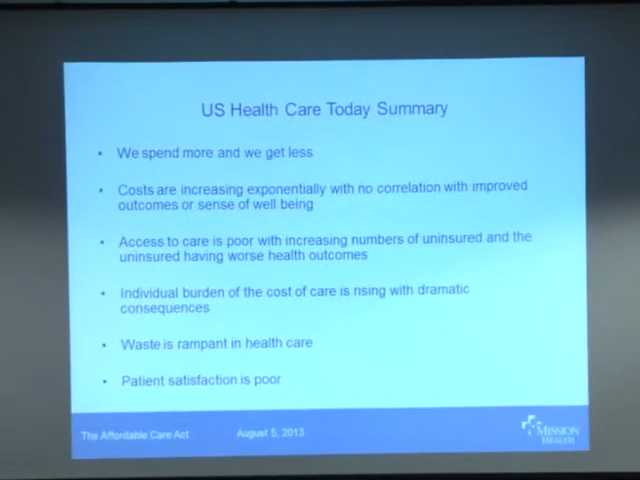 US Health Care Today Summary
• We spend more and we get less
• Costs are increasing exponentially with no correlation with improved
outcomes or sense of well being
• Access to care is poor with increasing numbers of uninsured and the
uninsured having worse health outcomes
• Individual burden of the cost of care is rising with dramatic
consequences
• Waste is rampant in health care
• Patient satisfaction is poor
The Affordable Care Act August 5, 2013
MISSION
HEALTH